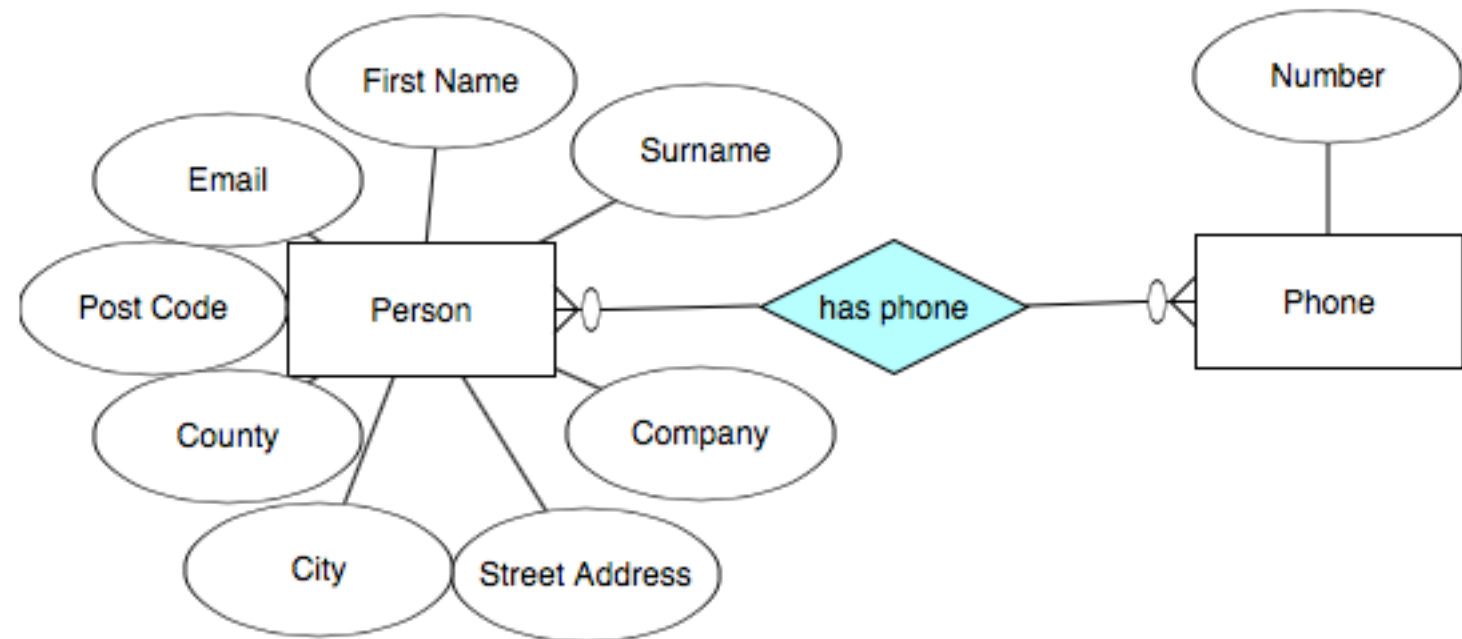 First Name
Number
Surname
Email
Post Code
Person
has phone
Phone
County
Company
City
Street Address